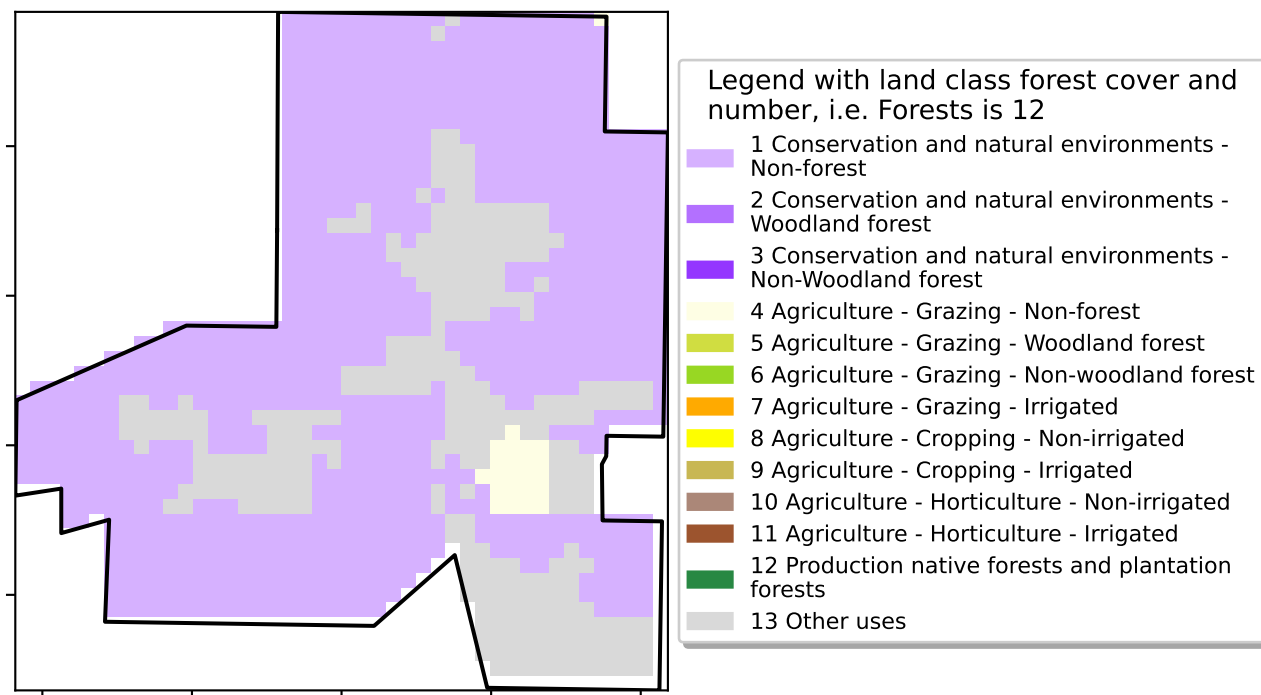 Legend with land class forest cover and
number, i.e. Forests is 12
1 Conservation and natural environments -
Non-forest
2 Conservation and natural environments -
Woodland forest
3 Conservation and natural environments -
Non-Woodland forest
4 Agriculture - Grazing - Non-forest
5 Agriculture - Grazing - Woodland forest
6 Agriculture - Grazing - Non-woodland forest
7 Agriculture - Grazing - Irrigated
8 Agriculture - Cropping - Non-irrigated
9 Agriculture - Cropping - Irrigated
10 Agriculture - Horticulture - Non-irrigated
11 Agriculture - Horticulture - Irrigated
12 Production native forests and plantation
forests
13 Other uses